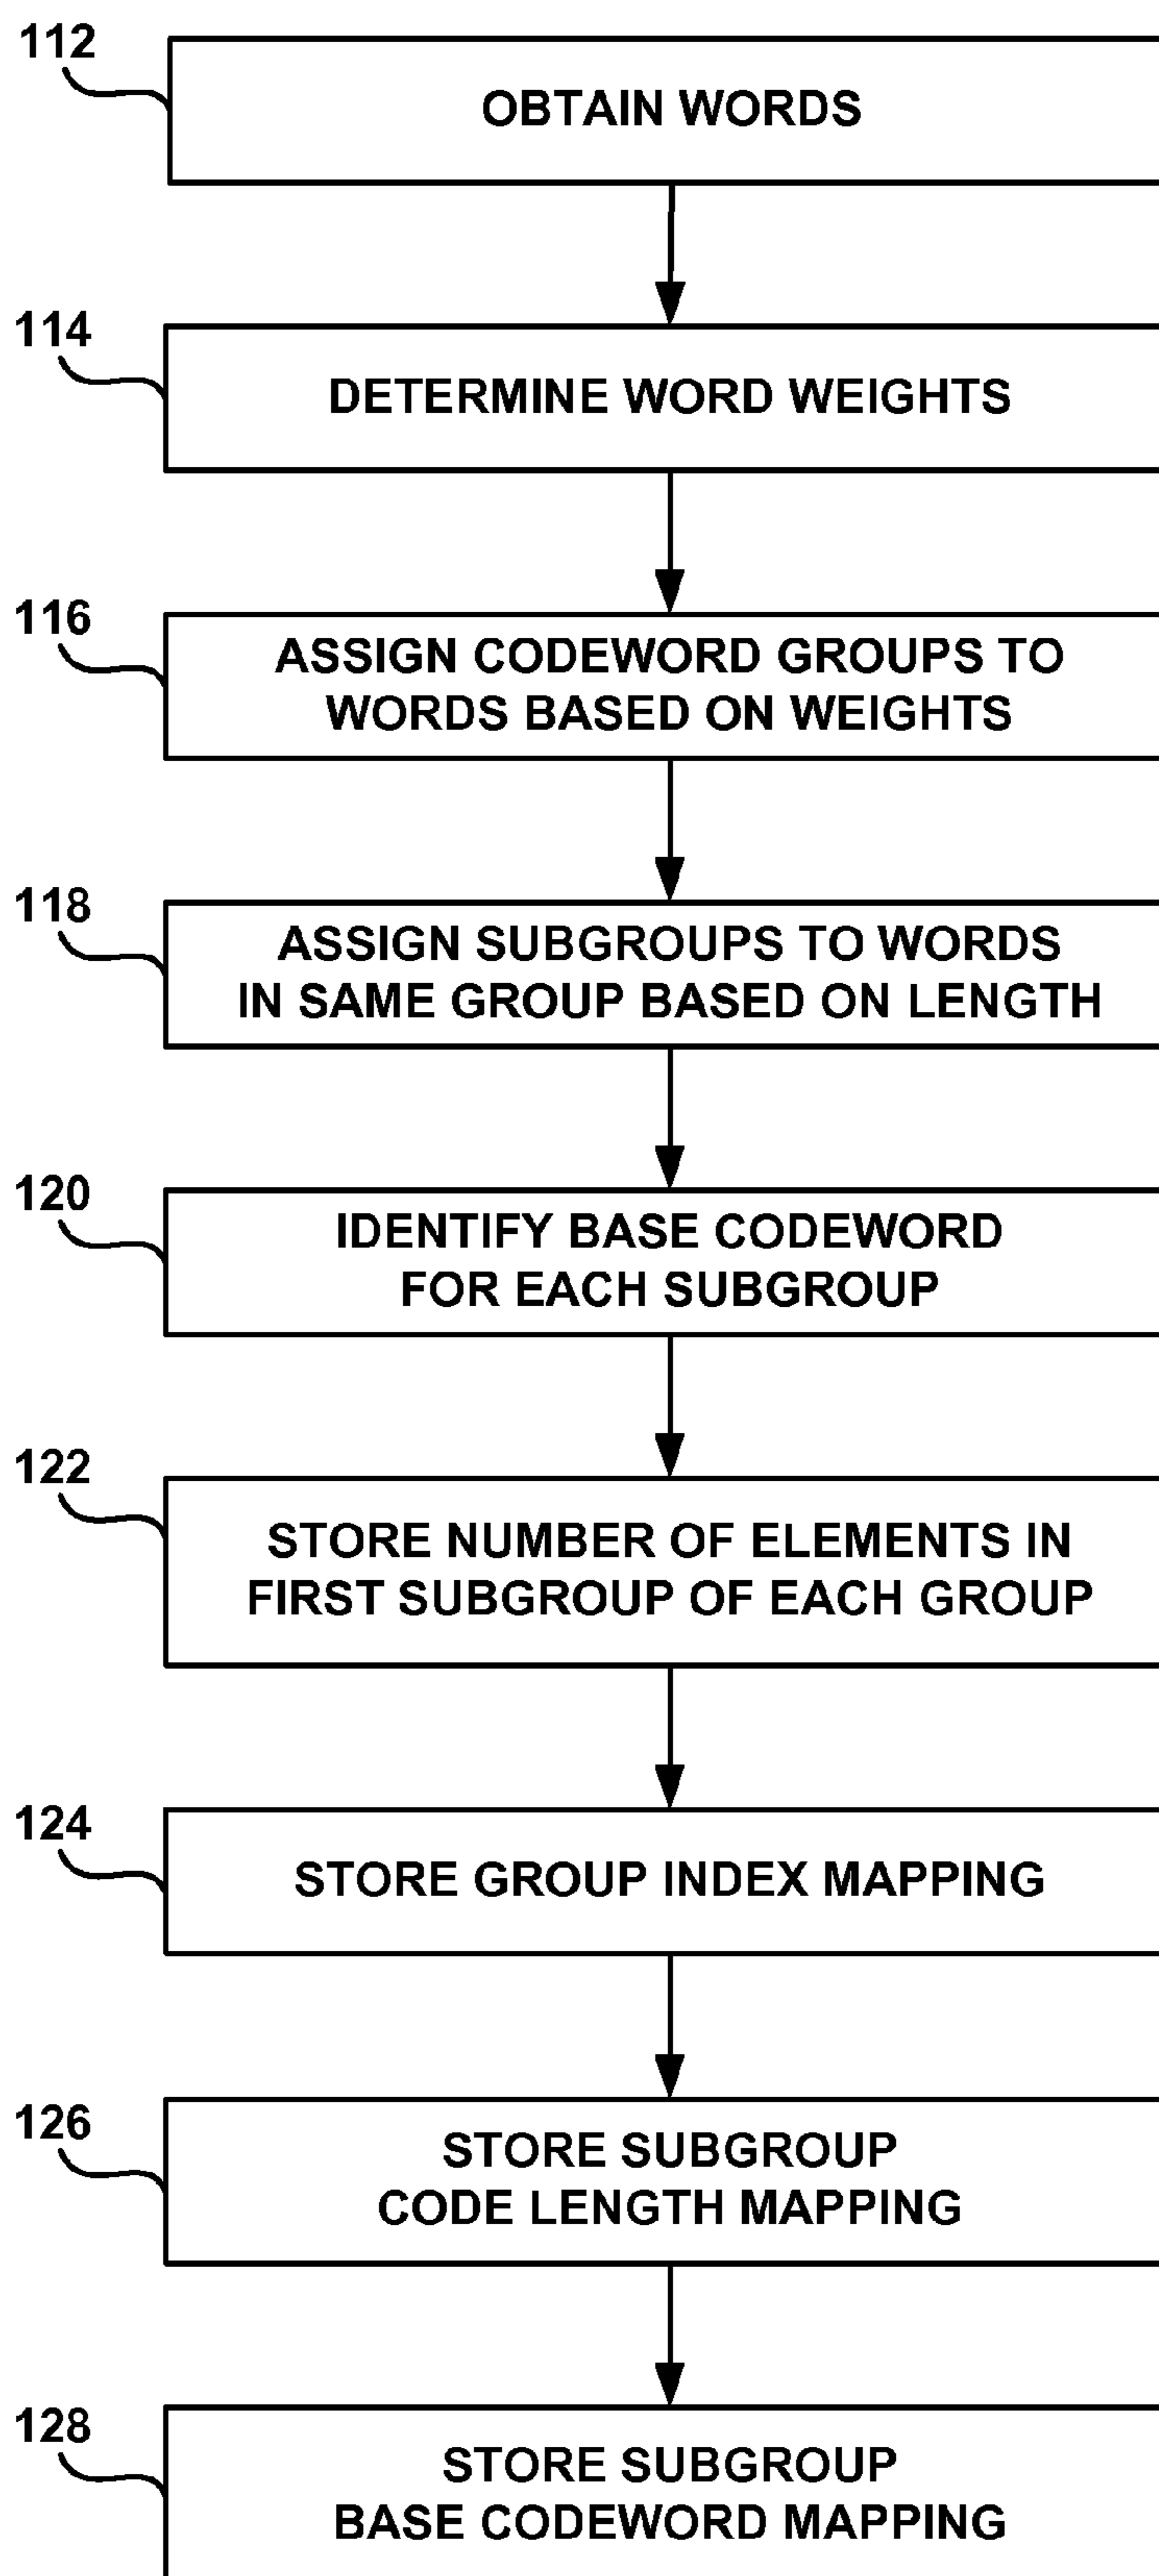 112
OBTAIN WORDS
114
DETERMINE WORD WEIGHTS
116
ASSIGN CODEWORD GROUPS TO
WORDS BASED ON WEIGHTS
118
ASSIGN SUBGROUPS TO WORDS
IN SAME GROUP BASED ON LENGTH
120
IDENTIFY BASE CODEWORD
FOR EACH SUBGROUP
122
STORE NUMBER OF ELEMENTS IN
FIRST SUBGROUP OF EACH GROUP
124
STORE GROUP INDEX MAPPING
126
STORE SUBGROUP
CODE LENGTH MAPPING
128
STORE SUBGROUP
BASE CODEWORD MAPPING